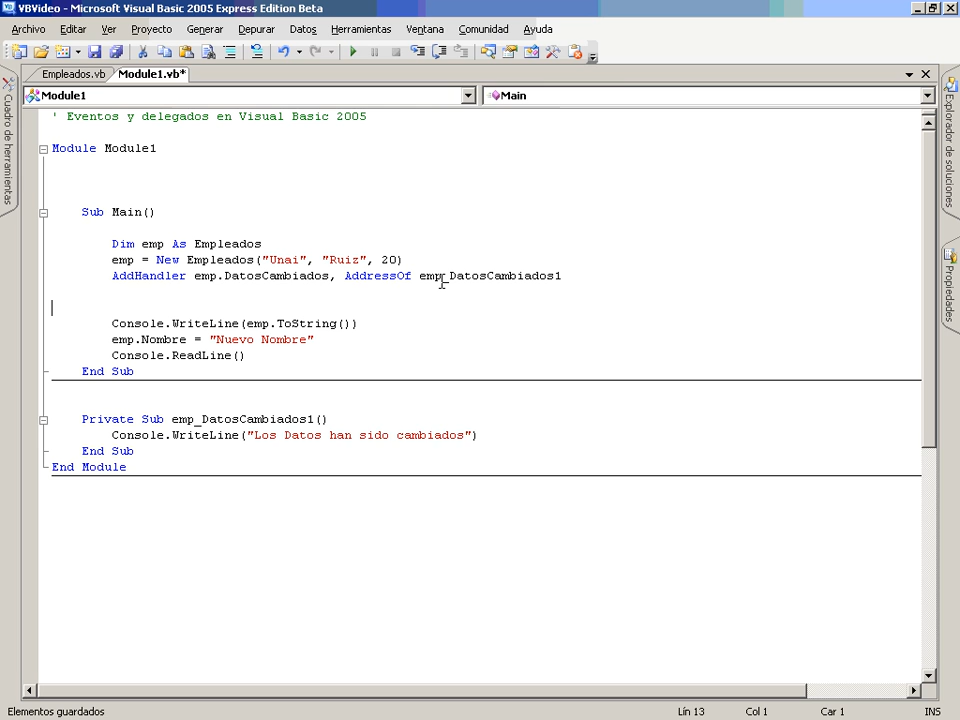 VBVideo - Microsoft Visual Basic 2005 Express Edition Beta
Archivo Editar Ver Proyecto Generar Depurar Datos Herramientas Ventana Comunidad Ayuda
Empleados.vb Module1.vb*
Module1 Main
' Eventos y delegados en Visual Basic 2005
Module Module1
Sub Main()
Dim emp As Empleados
emp = New Empleados("Unai", "Ruiz", 20)
AddHandler emp.DatosCambiados, AddressOf emp_DatosCambiados1
Console.WriteLine(emp.ToString())
emp.Nombre = "Nuevo Nombre"
Console.ReadLine()
End Sub
Private Sub emp_DatosCambiados1()
Console.WriteLine("Los Datos han sido cambiados")
End Sub
End Module
Cuadro de herramientas
Explorador de soluciones
Propiedades
Elementos guardados Lín 13 Col 1 Car 1 INS